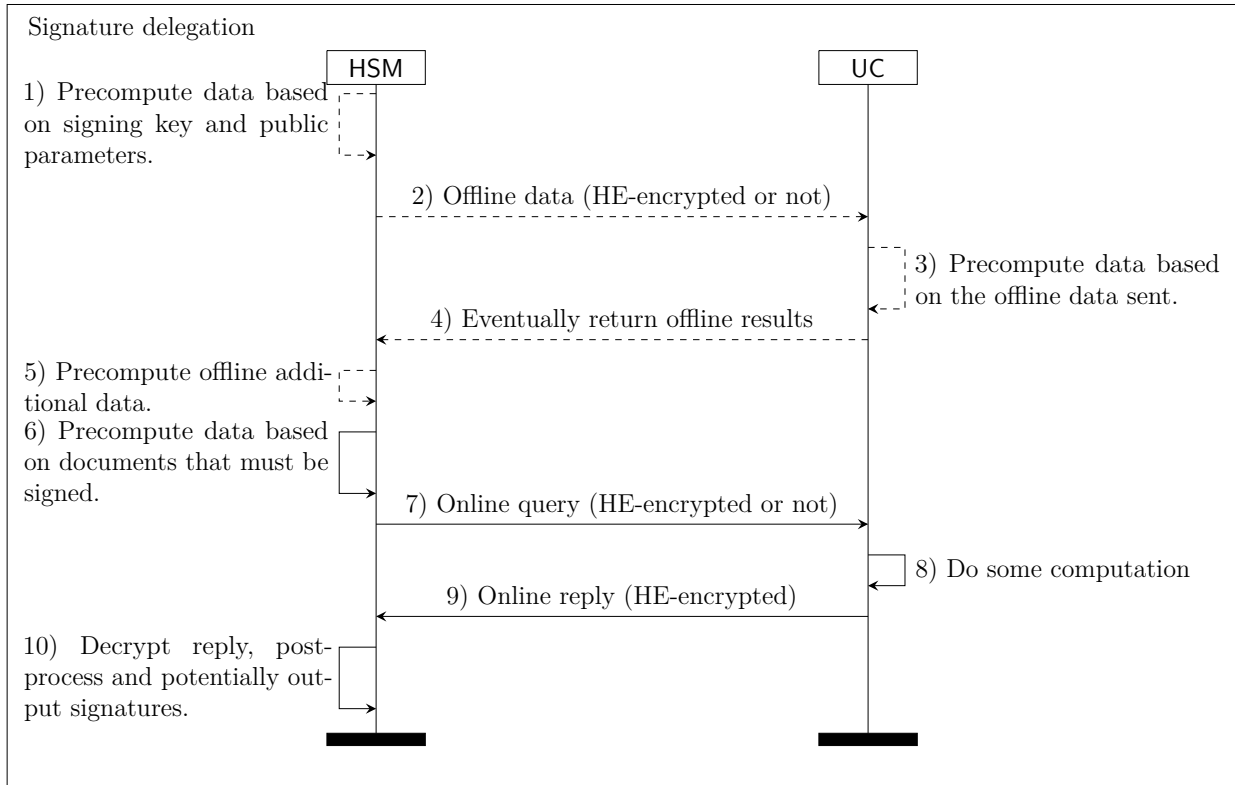 Signature delegation
HSM
UC
1) Precompute data based
on signing key and public
parameters.
2) Offline data (HE-encrypted or not)
3) Precompute data based
on the offline data sent.
4) Eventually return offline results
5) Precompute offline addi-
tional data.
6) Precompute data based
on documents that must be
signed.
7) Online query (HE-encrypted or not)
8) Do some computation
9) Online reply (HE-encrypted)
10) Decrypt reply, post-
process and potentially out-
put signatures.